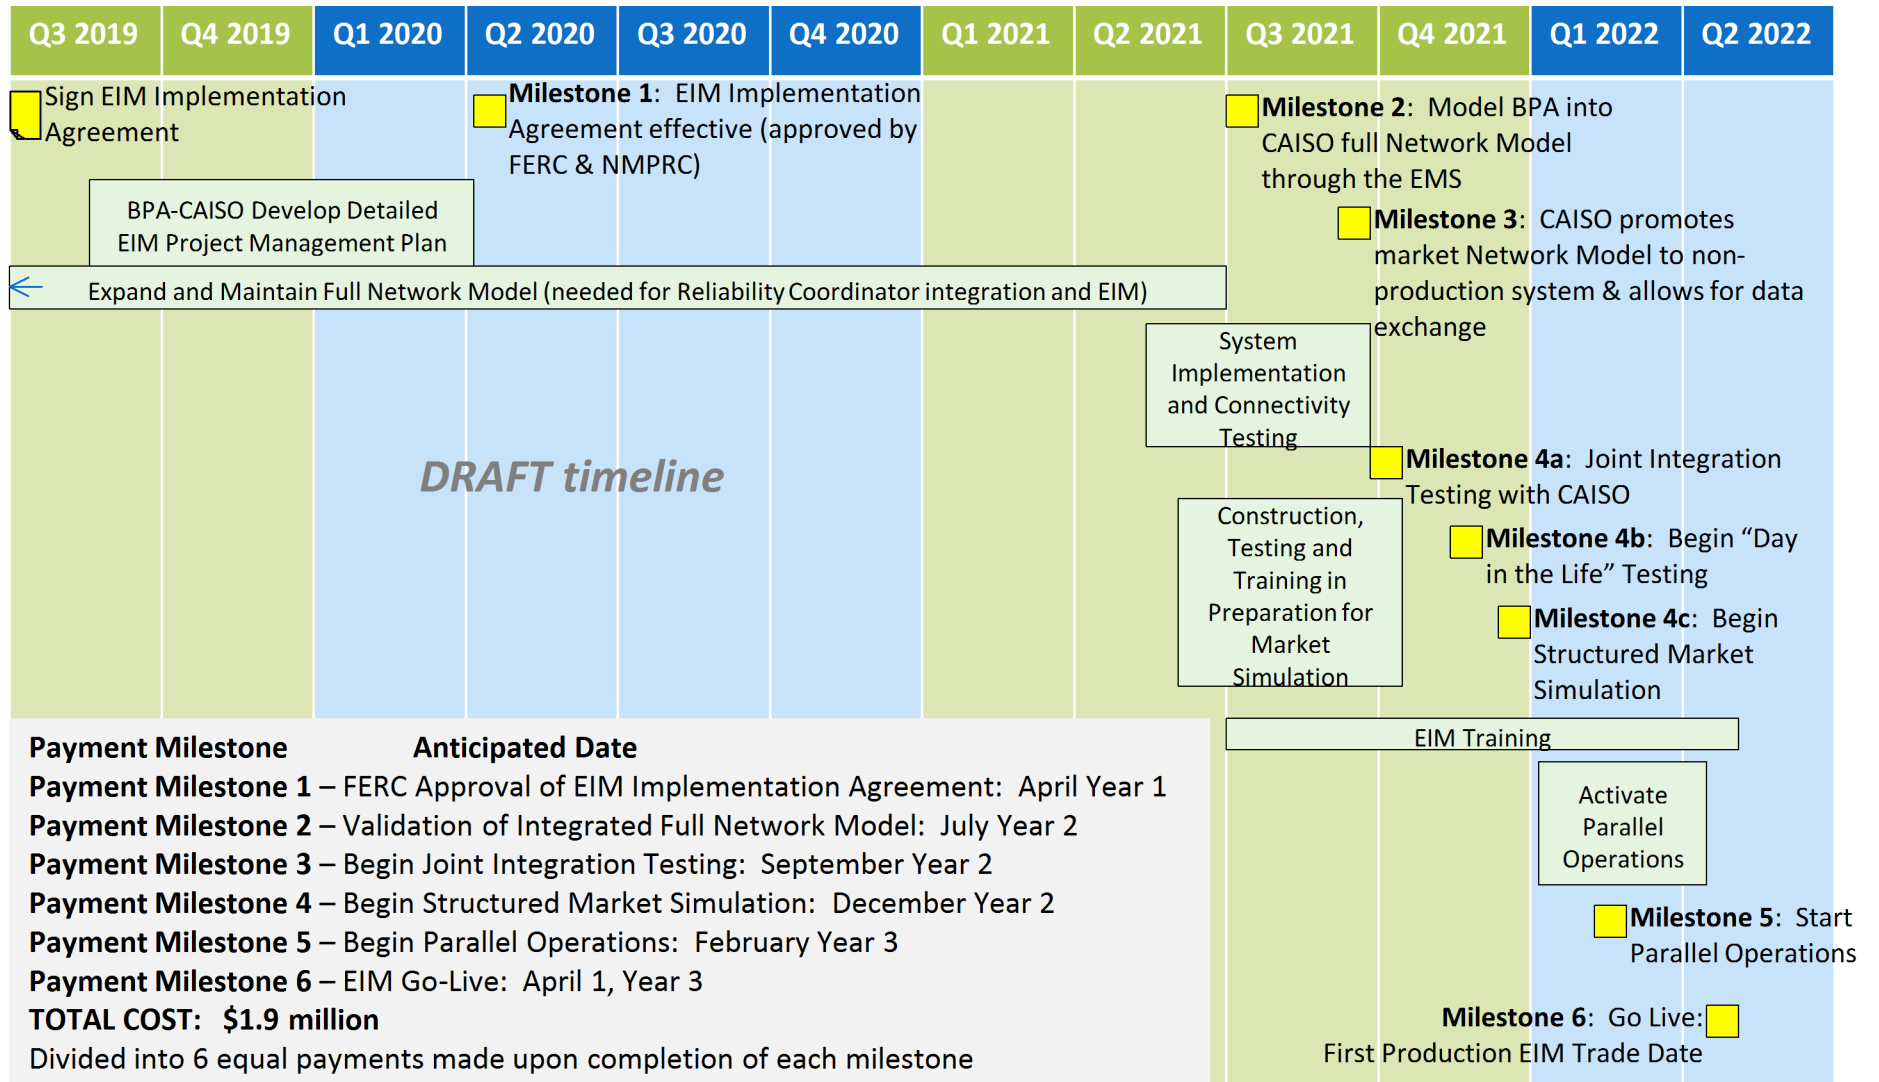 Q3 2019 Q4 2019 Q1 2020 Q2 2020 Q3 2020 Q4 2020 Q1 2021 Q2 2021 Q3 2021 Q4 2021 Q1 2022 Q2 2022
Sign EIM Implementation
Agreement
Milestone 1: EIM Implementation
Agreement effective (approved by
FERC & NMPRC)
Milestone 2: Model BPA into
CAISO full Network Model
through the EMS
BPA-CAISO Develop Detailed
EIM Project Management Plan
Milestone 3: CAISO promotes
market Network Model to non-
production system & allows for data
exchange
Expand and Maintain Full Network Model (needed for Reliability Coordinator integration and EIM)
System
Implementation
and Connectivity
Testing
DRAFT timeline
Milestone 4a: Joint Integration
Testing with CAISO
Construction,
Testing and
Training in
Preparation for
Market
Simulation
Milestone 4b: Begin “Day
in the Life” Testing
Milestone 4c: Begin
Structured Market
Simulation
EIM Training
Activate
Parallel
Operations
Milestone 5: Start
Parallel Operations
Milestone 6: Go Live:
First Production EIM Trade Date
Payment Milestone Anticipated Date
Payment Milestone 1 – FERC Approval of EIM Implementation Agreement: April Year 1
Payment Milestone 2 – Validation of Integrated Full Network Model: July Year 2
Payment Milestone 3 – Begin Joint Integration Testing: September Year 2
Payment Milestone 4 – Begin Structured Market Simulation: December Year 2
Payment Milestone 5 – Begin Parallel Operations: February Year 3
Payment Milestone 6 – EIM Go-Live: April 1, Year 3
TOTAL COST: $1.9 million
Divided into 6 equal payments made upon completion of each milestone